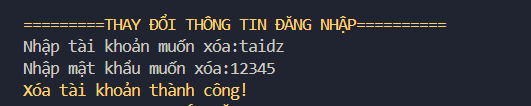 =========THAY ĐỔI THÔNG TIN ĐĂNG NHẬP==========
Nhập tài khoản muốn xóa:taidz
Nhập mật khẩu muốn xóa:12345
Xóa tài khoản thành công!